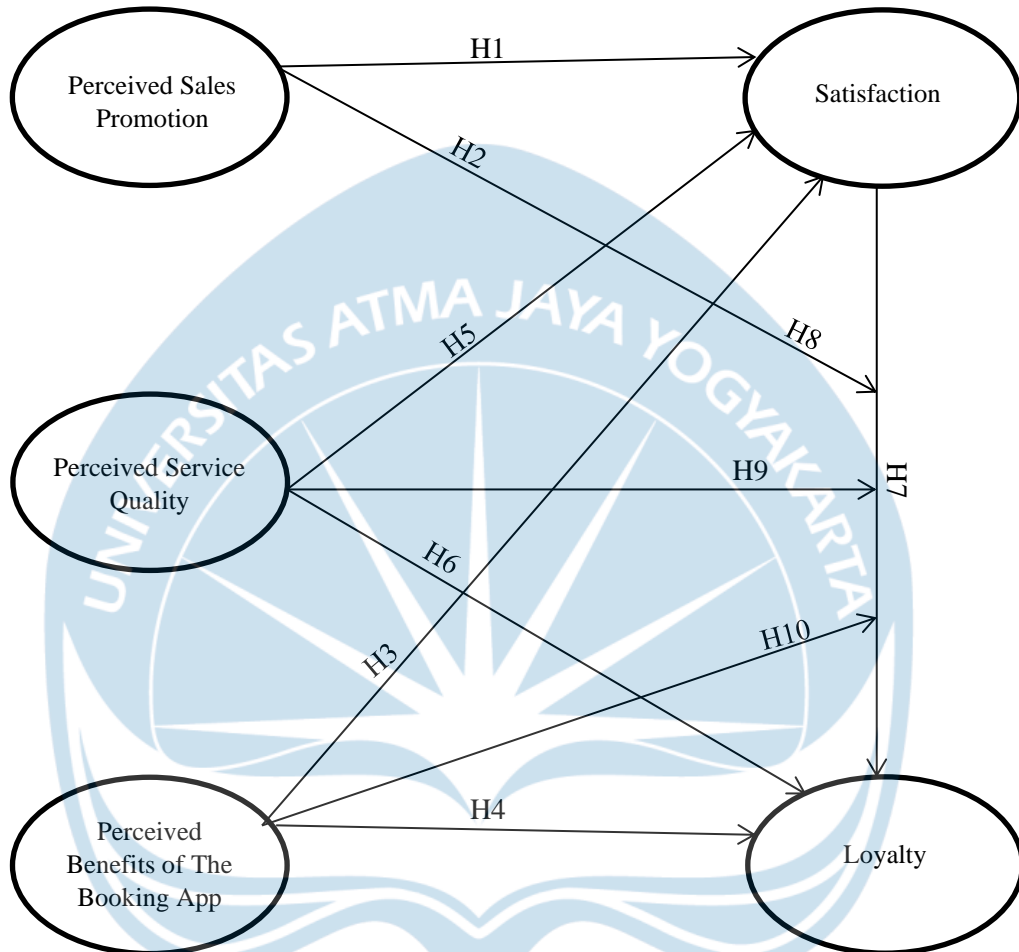 H1
Perceived Sales
Promotion
Satisfaction
H2
UNIVERSITAS ATMA JAYA YOGYAKARTA
H8
H5
Perceived Service
Quality
H9
H7
H6
H10
H3
H4
Perceived
Benefits of The
Booking App
Loyalty